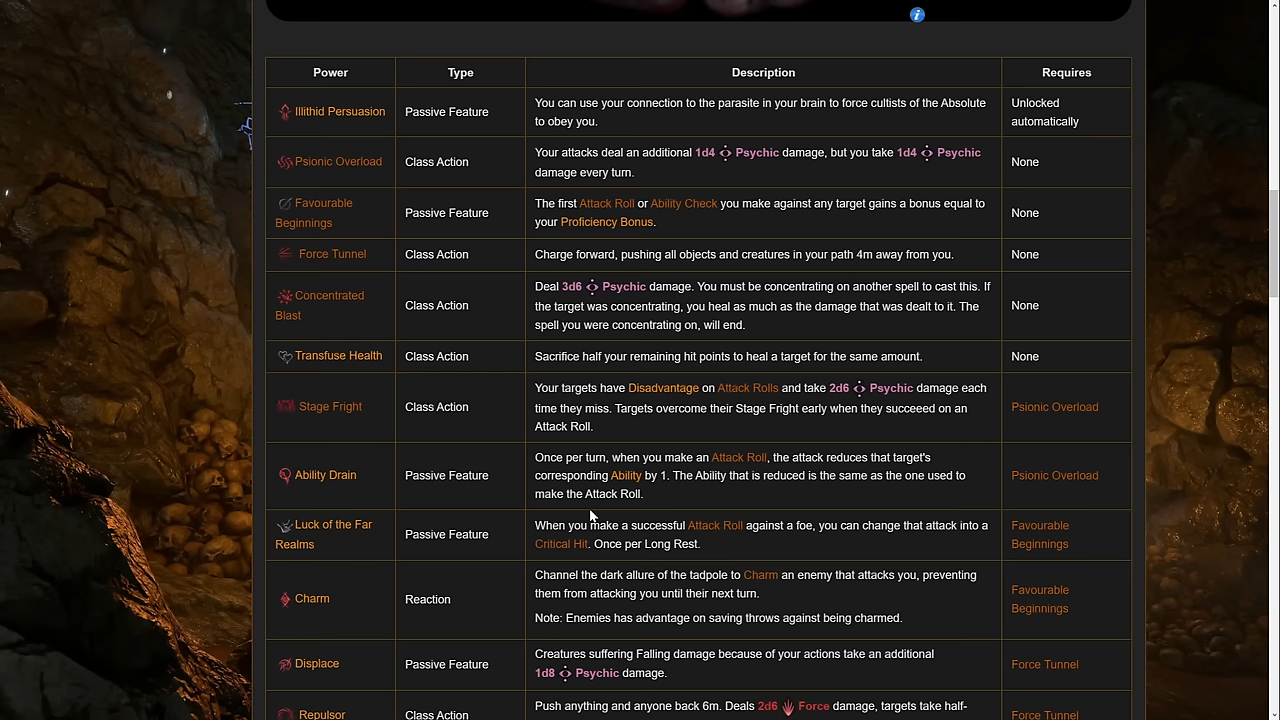 Power Type Description Requires
Illithid Persuasion
Passive Feature
You can use your connection to the parasite in your brain to force cultists of the Absolute
to obey you.
Unlocked
automatically
Psionic Overload
Class Action
Your attacks deal an additional 1d4 Psychic damage, but you take 1d4 Psychic
damage every turn.
None
Favourable
Beginnings
Passive Feature
The first Attack Roll or Ability Check you make against any target gains a bonus equal to
your Proficiency Bonus.
None
Force Tunnel
Class Action
Charge forward, pushing all objects and creatures in your path 4m away from you.
None
Concentrated
Blast
Class Action
Deal 3d6 Psychic damage. You must be concentrating on another spell to cast this. If
the target was concentrating, you heal as much as the damage that was dealt to it. The
spell you were concentrating on, will end.
None
Transfuse Health
Class Action
Sacrifice half your remaining hit points to heal a target for the same amount.
None
Stage Fright
Class Action
Your targets have Disadvantage on Attack Rolls and take 2d6 Psychic damage each
time they miss. Targets overcome their Stage Fright early when they succeeed on an
Attack Roll.
Psionic Overload
Ability Drain
Passive Feature
Once per turn, when you make an Attack Roll, the attack reduces that target's
corresponding Ability by 1. The Ability that is reduced is the same as the one used to
make the Attack Roll.
Psionic Overload
Luck of the Far
Realms
Passive Feature
When you make a successful Attack Roll against a foe, you can change that attack into a
Critical Hit. Once per Long Rest.
Favourable
Beginnings
Charm
Reaction
Channel the dark allure of the tadpole to Charm an enemy that attacks you, preventing
them from attacking you until their next turn.
Note: Enemies has advantage on saving throws against being charmed.
Favourable
Beginnings
Displace
Passive Feature
Creatures suffering Falling damage because of your actions take an additional
1d8 Psychic damage.
Force Tunnel
Repulsor
Class Action
Push anything and anyone back 6m. Deals 2d6 Force damage, targets take half-
Force Tunnel